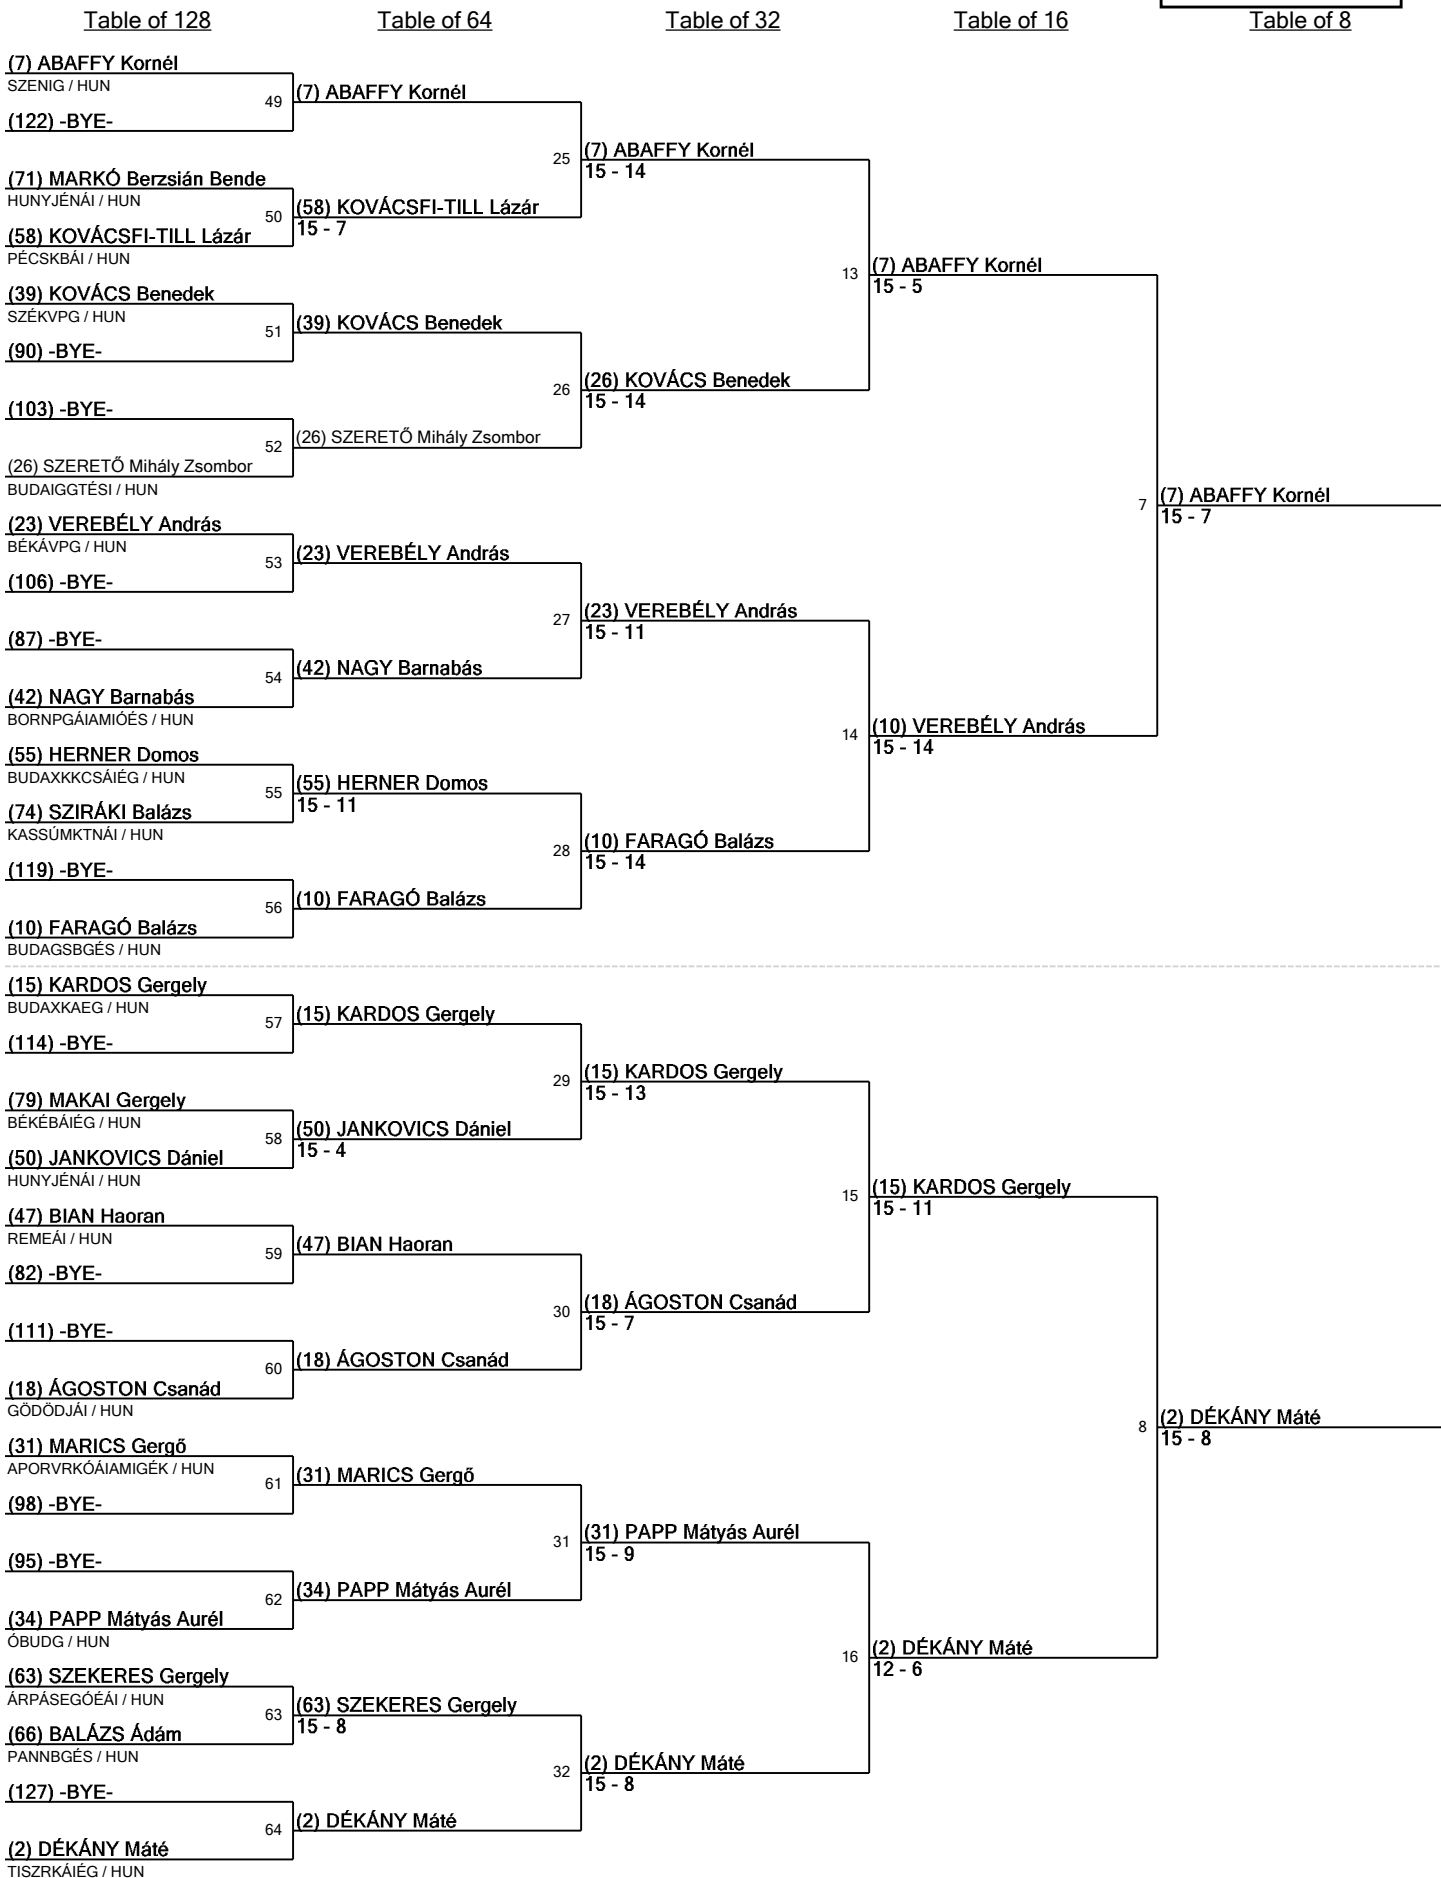 Table of 128
Table of 64
Table of 32
Table of 16
Table of 8
(7) ABAFFY Kornél
SZENIG / HUN
49
(122) -BYE-
(71) MARKÓ Berzsián Bende
HUNYJÉNÁI / HUN
50
(58) KOVÁCSFI-TILL Lázár
PÉCSKBÁI / HUN
(39) KOVÁCS Benedek
SZÉKVPG / HUN
51
(90) -BYE-
(103) -BYE-
52
(26) SZERETŐ Mihály Zsombor
BUDAIGGTÉSI / HUN
(23) VEREBÉLY András
BÉKÁVPG / HUN
53
(106) -BYE-
(87) -BYE-
54
(42) NAGY Barnabás
BORNPGÁIAMIÓÉS / HUN
(55) HERNER Domos
BUDAXKKCSÁIÉG / HUN
55
(74) SZIRÁKI Balázs
KASSÚMKTNÁI / HUN
(119) -BYE-
56
(10) FARAGÓ Balázs
BUDAGSBGÉS / HUN
(15) KARDOS Gergely
BUDAXKAEG / HUN
57
(114) -BYE-
(79) MAKAI Gergely
BÉKÉBÁIÉG / HUN
58
(50) JANKOVICS Dániel
HUNYJÉNÁI / HUN
(47) BIAN Haoran
REMEÁI / HUN
59
(82) -BYE-
(111) -BYE-
60
(18) ÁGOSTON Csanád
GÖDÖDJÁI / HUN
(31) MARICS Gergő
APORVRKÓÁIAMIGÉK / HUN
61
(98) -BYE-
(95) -BYE-
62
(34) PAPP Mátyás Aurél
ÓBUDG / HUN
(63) SZEKERES Gergely
ÁRPÁSEGÓÉÁI / HUN
63
(66) BALÁZS Ádám
PANNBGÉS / HUN
(127) -BYE-
64
(2) DÉKÁNY Máté
TISZRKÁIÉG / HUN
(7) ABAFFY Kornél
25
(58) KOVÁCSFI-TILL Lázár
15 - 7
(39) KOVÁCS Benedek
26
(26) SZERETŐ Mihály Zsombor
(23) VEREBÉLY András
27
(42) NAGY Barnabás
(55) HERNER Domos
15 - 11
28
(10) FARAGÓ Balázs
(15) KARDOS Gergely
29
(50) JANKOVICS Dániel
15 - 4
(47) BIAN Haoran
30
(18) ÁGOSTON Csanád
(31) MARICS Gergő
31
(34) PAPP Mátyás Aurél
(63) SZEKERES Gergely
15 - 8
32
(2) DÉKÁNY Máté
(7) ABAFFY Kornél
15 - 14
13
(26) KOVÁCS Benedek
15 - 14
(23) VEREBÉLY András
15 - 11
14
(10) FARAGÓ Balázs
15 - 14
(15) KARDOS Gergely
15 - 13
15
(18) ÁGOSTON Csanád
15 - 7
(31) PAPP Mátyás Aurél
15 - 9
16
(2) DÉKÁNY Máté
15 - 8
(7) ABAFFY Kornél
15 - 5
7
(10) VEREBÉLY András
15 - 14
(15) KARDOS Gergely
15 - 11
8
(2) DÉKÁNY Máté
12 - 6
(7) ABAFFY Kornél
15 - 7
(2) DÉKÁNY Máté
15 - 8